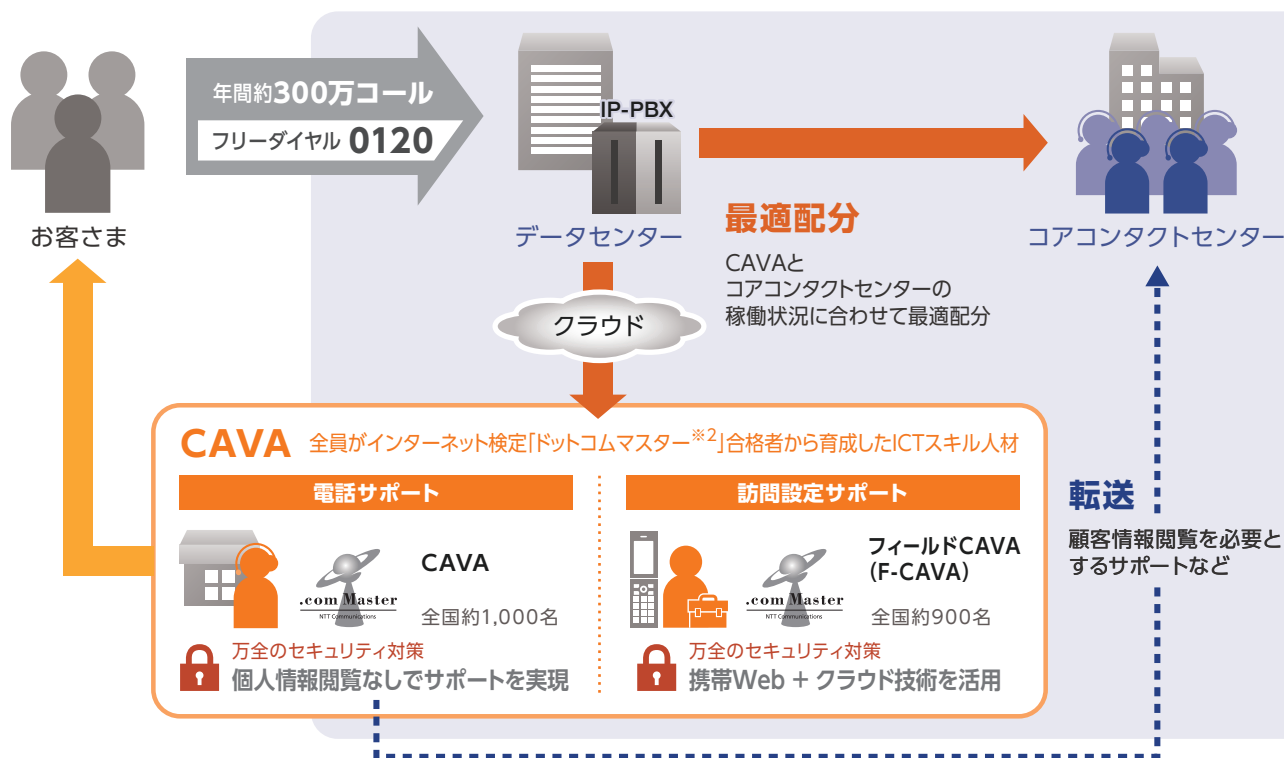 年間約300万コール
フリーダイヤル 0120
お客さま
IP-PBX
データセンター
コアコンタクトセンター
最適配分
CAVAと
コアコンタクトセンターの
稼働状況に合わせて最適配分
クラウド
CAVA 全員がインターネット検定「ドットコムマスター※2」合格者から育成したICTスキル人材
電話サポート
.com Master
NTT Communications
CAVA
全国約1,000名
万全のセキュリティ対策
個人情報閲覧なしでサポートを実現
訪問設定サポート
.com Master
NTT Communications
フィールドCAVA
(F-CAVA)
全国約900名
万全のセキュリティ対策
携帯Web + クラウド技術を活用
転送
顧客情報閲覧を必要と
するサポートなど